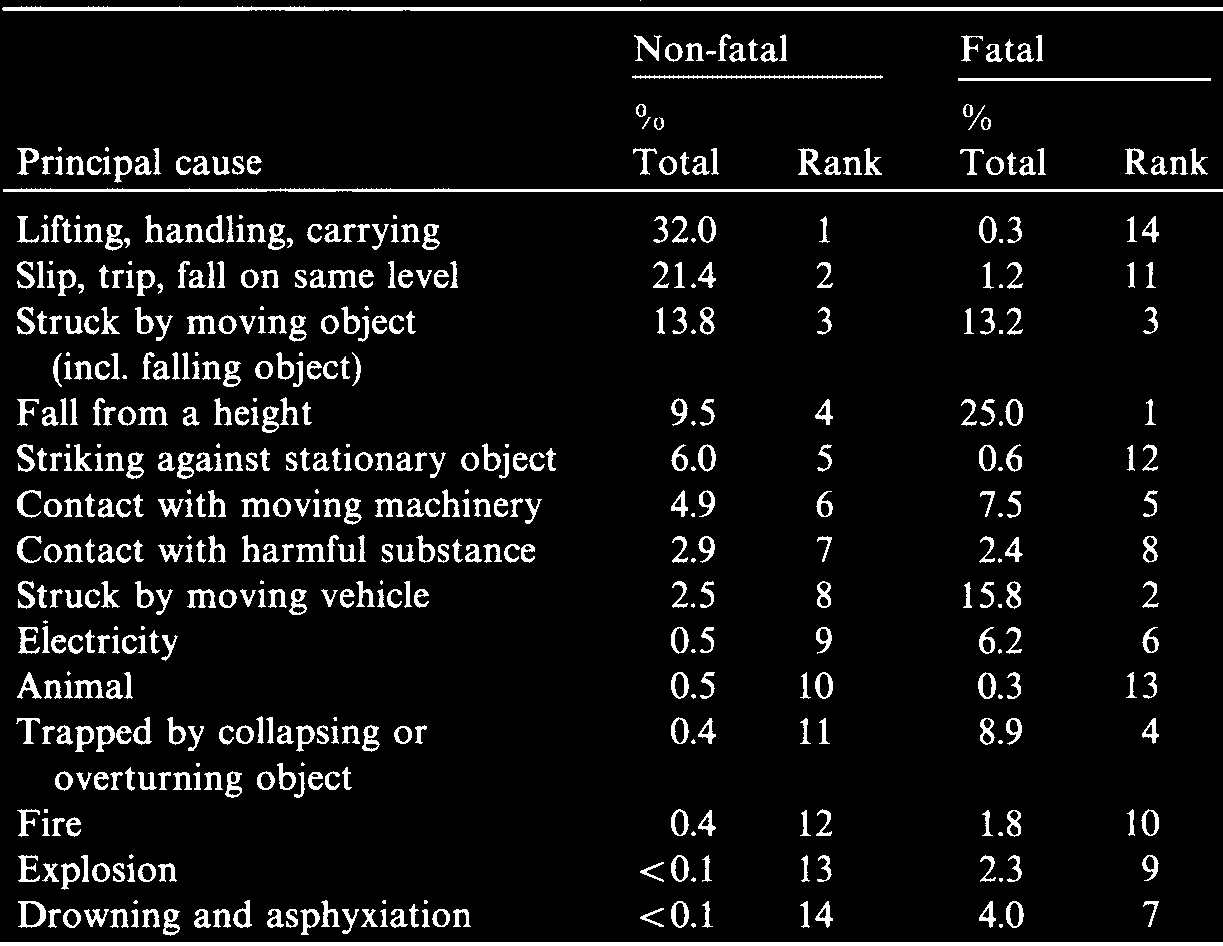 Non-fatal Fatal
% %
Principal cause Total Rank Total Rank
Lifting, handling, carrying 32.0 1 0.3 14
Slip, trip, fall on same level 21.4 2 1.2 11
Struck by moving object 13.8 3 13.2 3
(incl. falling object)
Fall from a height 9.5 4 25.0 1
Striking against stationary object 6.0 5 0.6 12
Contact with moving machinery 4.9 6 7.5 5
Contact with harmful substance 2.9 7 2.4 8
Struck by moving vehicle 2.5 8 15.8 2
Electricity 0.5 9 6.2 6
Animal 0.5 10 0.3 13
Trapped by collapsing or 0.4 11 8.9 4
overturning object
Fire 0.4 12 1.8 10
Explosion <0.1 13 2.3 9
Drowning and asphyxiation <0.1 14 4.0 7